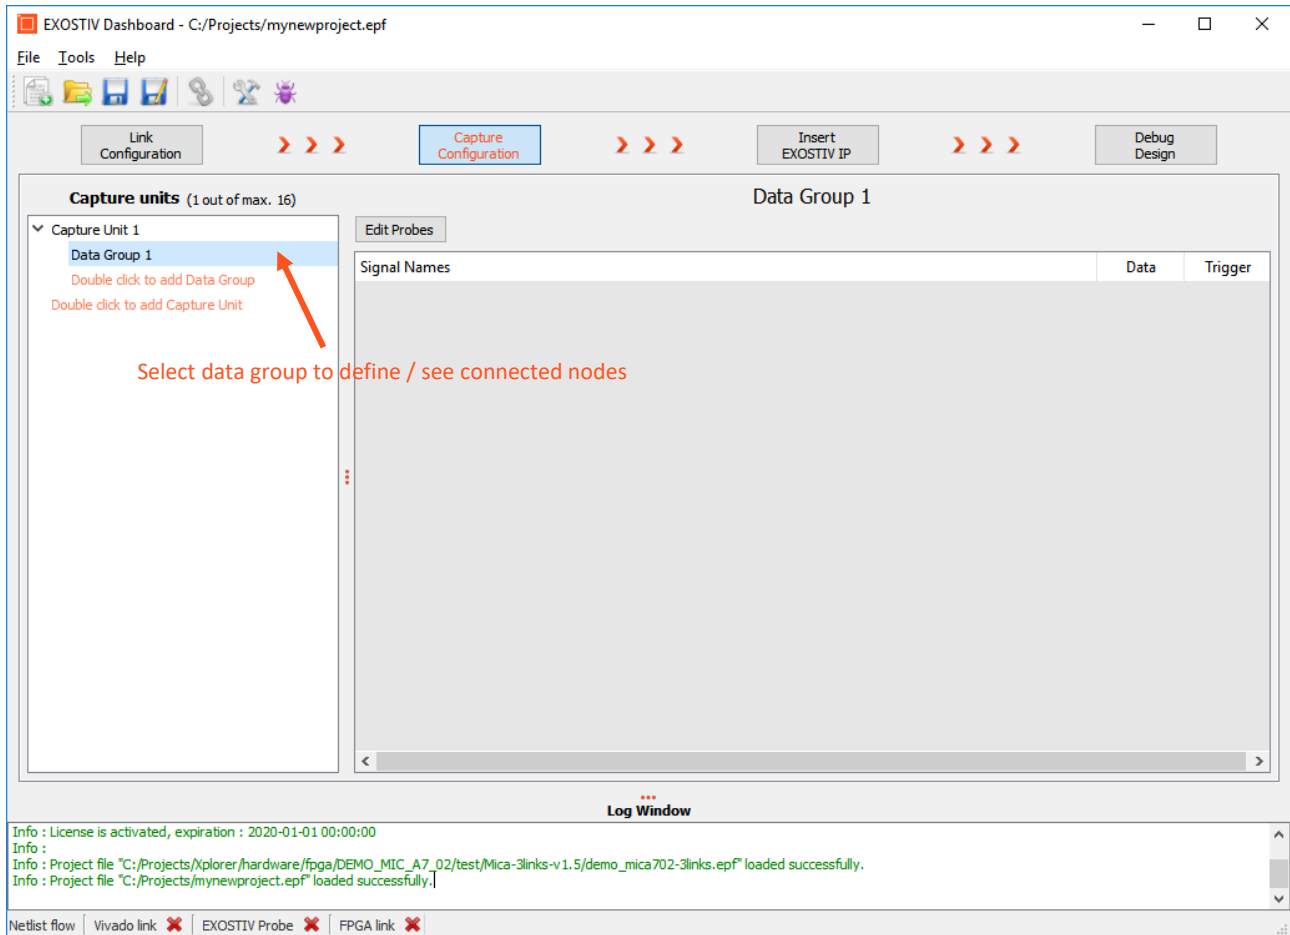 EXOSTIV Dashboard - C:/Projects/mynewproject.epf
File Tools Help
Link
Configuration
Capture
Configuration
Insert
EXOSTIV IP
Debug
Design
Capture units (1 out of max. 16)
Data Group 1
Capture Unit 1
Edit Probes
Data Group 1
Signal Names Data Trigger
Double click to add Data Group
Double click to add Capture Unit
Select data group to define / see connected nodes
Log Window
Info : License is activated, expiration : 2020-01-01 00:00:00
Info :
Info : Project file "C:/Projects/Xplorer/hardware/fpga/DEMO_MIC_A7_02/test/Mica-3links-v1.5/demo_mica702-3links.epf" loaded successfully.
Info : Project file "C:/Projects/mynewproject.epf" loaded successfully.
Netlist flow Vivado link EXOSTIV Probe FPGA link